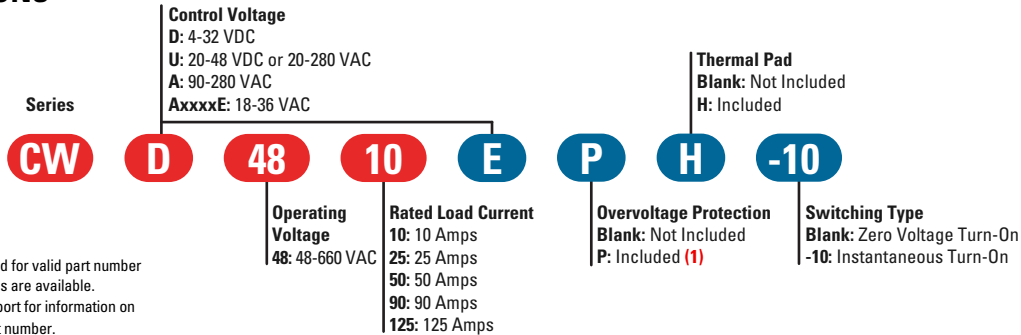 Control Voltage
D: 4-32 VDC
U: 20-48 VDC or 20-280 VAC
A: 90-280 VAC
AxxxxE: 18-36 VAC
Thermal Pad
Blank: Not Included
H: Included
Series
CW D 48 10 E P H -10
Operating
Voltage
48: 48-660 VAC
Rated Load Current
10: 10 Amps
25: 25 Amps
50: 50 Amps
90: 90 Amps
125: 125 Amps
Overvoltage Protection
Blank: Not Included
P: Included (1)
Switching Type
Blank: Zero Voltage Turn-On
-10: Instantaneous Turn-On
d for valid part number
s are available.
port for information on
t number.